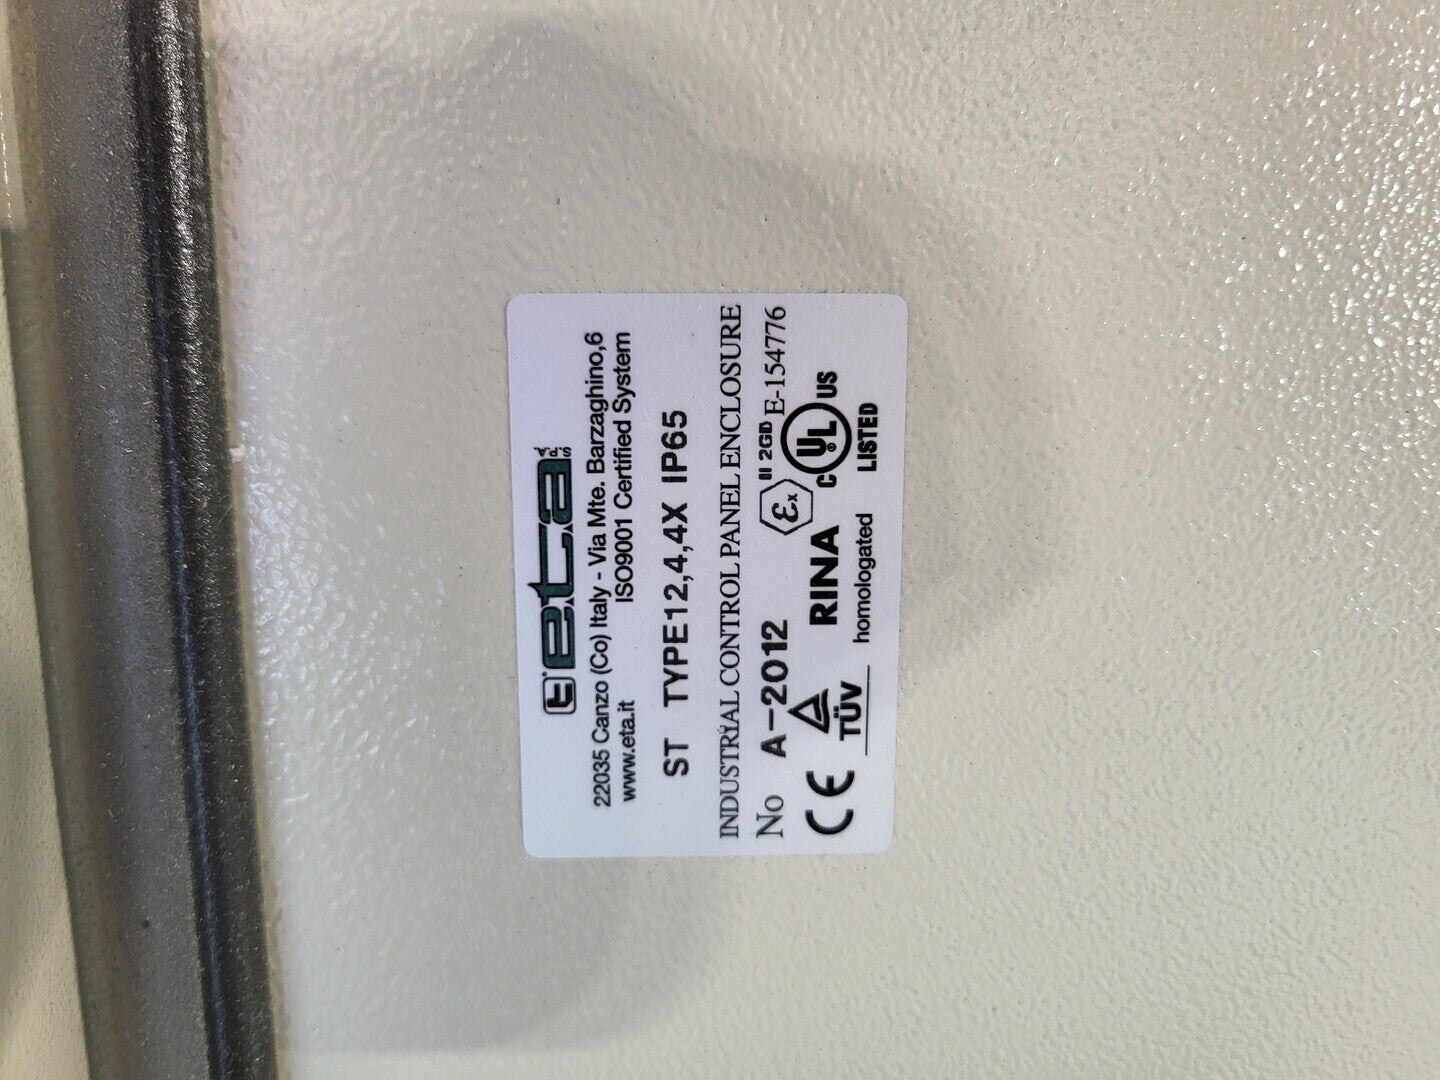 eta
22035 Canzo (Co) Italy - Via Mte. Barzaghino,6
www.eta.it ISO9001 Certified System
ST TYPE12,4,4X IP65
INDUSTRIAL CONTROL PANEL ENCLOSURE
No A-2012 II 2GD E-154776
CE TÜV RINA εx C UL US
homologated LISTED